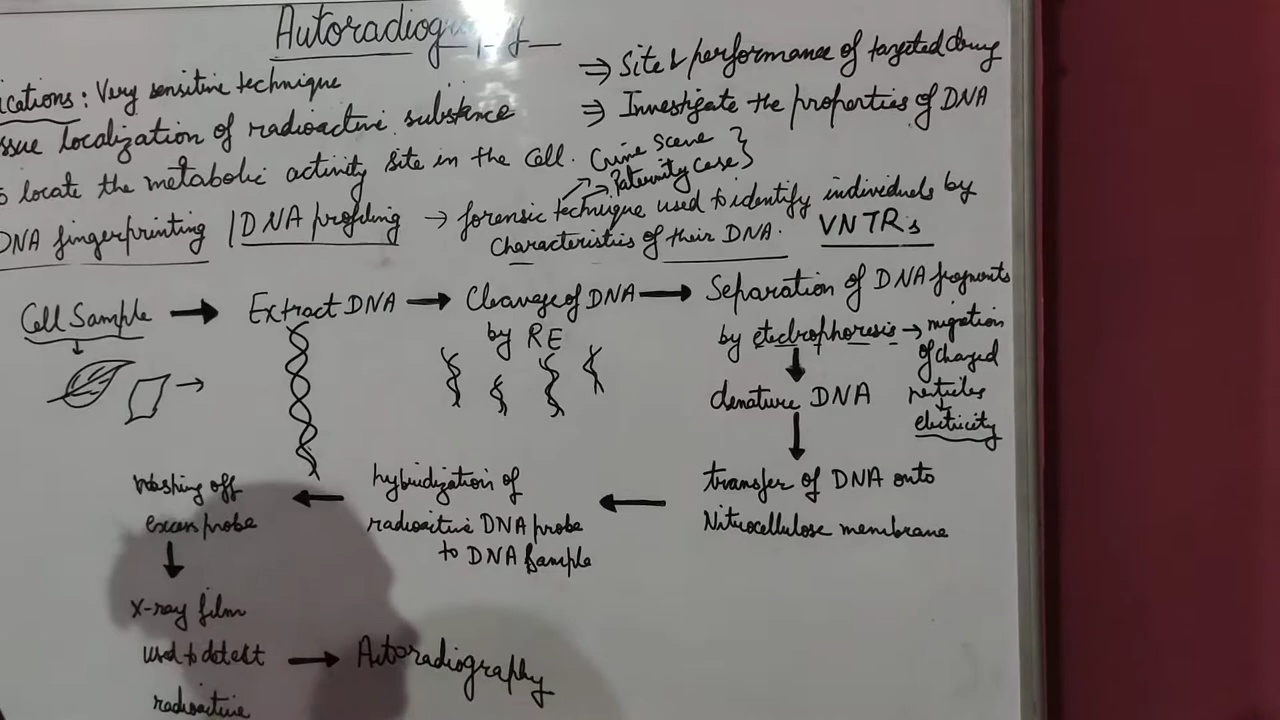 Autoradiog
ications: Very sensitive technique
ssue localization of radioactive substance
o locate the metabolic activity site in the cell.
⇒ Site & performance of targeted drug
⇒ Investigate the properties of DNA
Crime Scene
Paternity Case
DNA fingerprinting / DNA profiling → forensic technique used to identify individuals by
Characteristics of their DNA. VNTRs
Cell Sample → Extract DNA → Cleavage of DNA → Separation of DNA fragments
by RE
by electrophoresis → migration
of charged
particles
electricity
denature DNA
transfer of DNA onto
Nitrocellulose membrane
hybridization of
radioactive DNA probe
to DNA Sample
Washing off
excess probe
X-ray film
used to detect → Autoradiography
radioactive